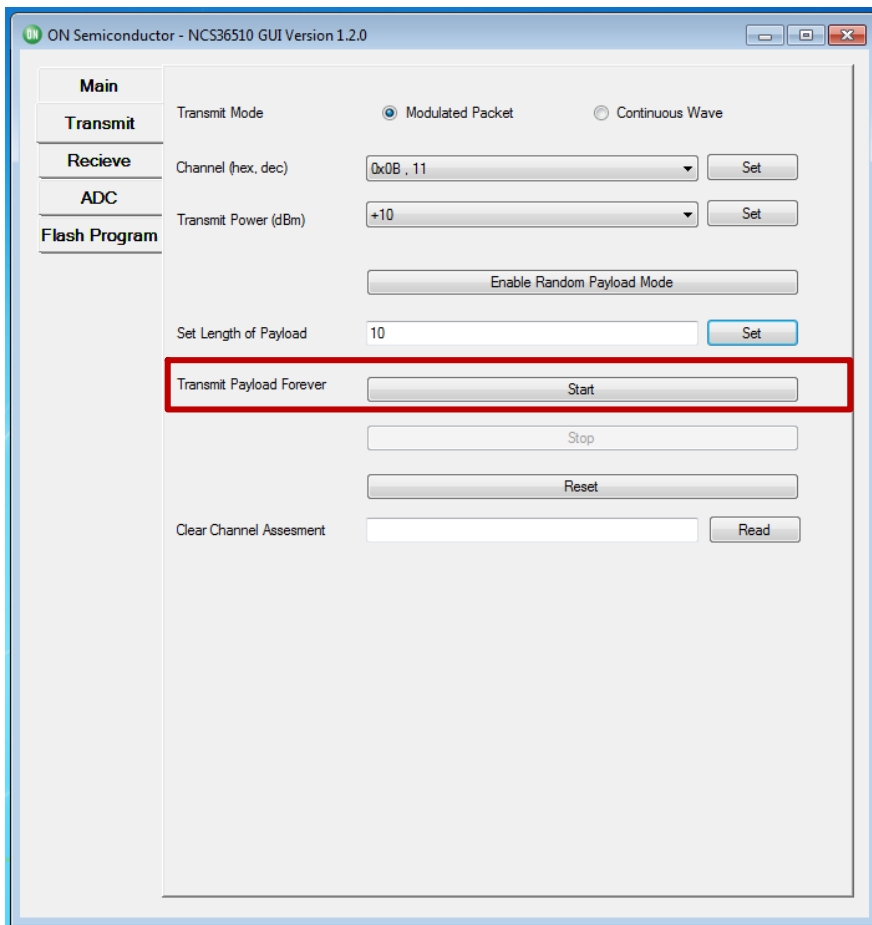 ON ON Semiconductor - NCS36510 GUI Version 1.2.0
Main
Transmit
Recieve
ADC
Flash Program
Transmit Mode Modulated Packet Continuous Wave
Channel (hex, dec) 0x0B , 11 Set
Transmit Power (dBm) +10 Set
Enable Random Payload Mode
Set Length of Payload 10 Set
Transmit Payload Forever Start
Stop
Reset
Clear Channel Assesment Read